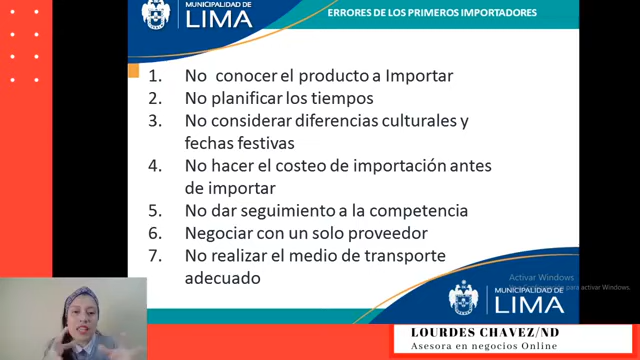 MUNICIPALIDAD DE
LIMA
ERRORES DE LOS PRIMEROS IMPORTADORES
1. No conocer el producto a Importar
2. No planificar los tiempos
3. No considerar diferencias culturales y
fechas festivas
4. No hacer el costeo de importación antes
de importar
5. No dar seguimiento a la competencia
6. Negociar con un solo proveedor
7. No realizar el medio de transporte
adecuado
Activar Windows
para activar Windows.
MUNICIPALIDAD DE
LIMA
LOURDES CHAVEZ/ND
Asesora en negocios Online